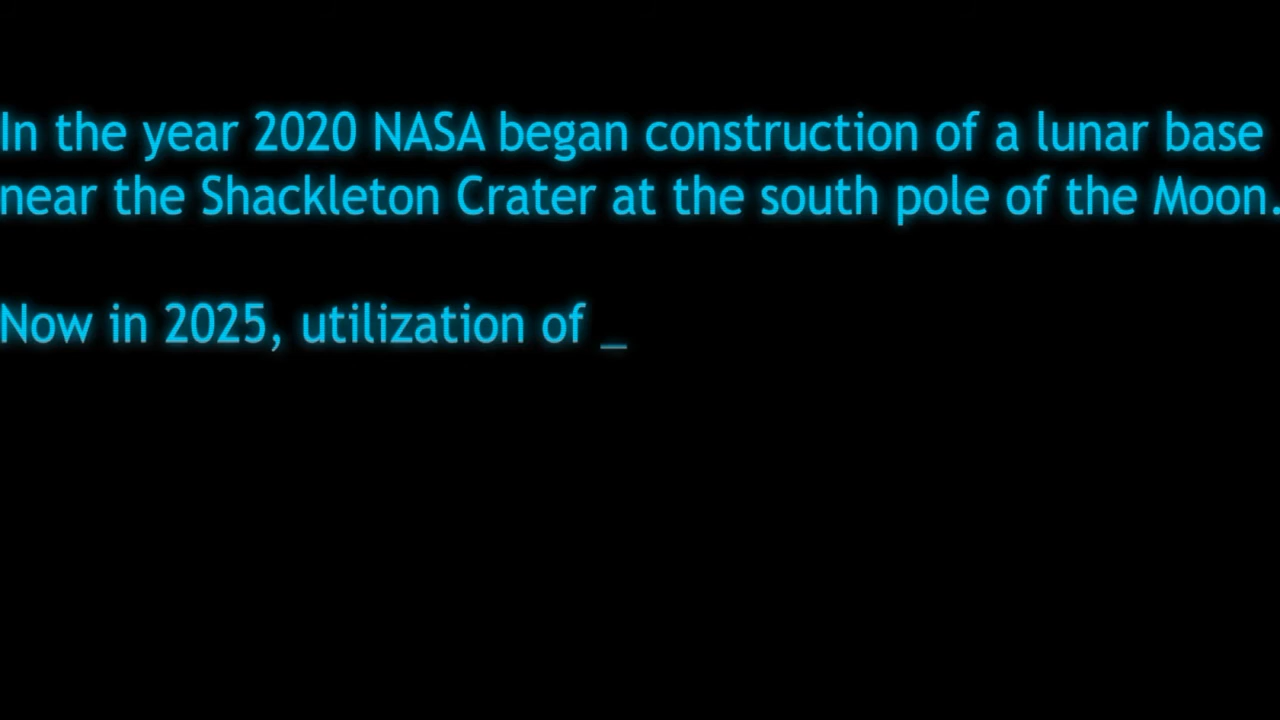 In the year 2020 NASA began construction of a lunar base
near the Shackleton Crater at the south pole of the Moon.
Now in 2025, utilization of _